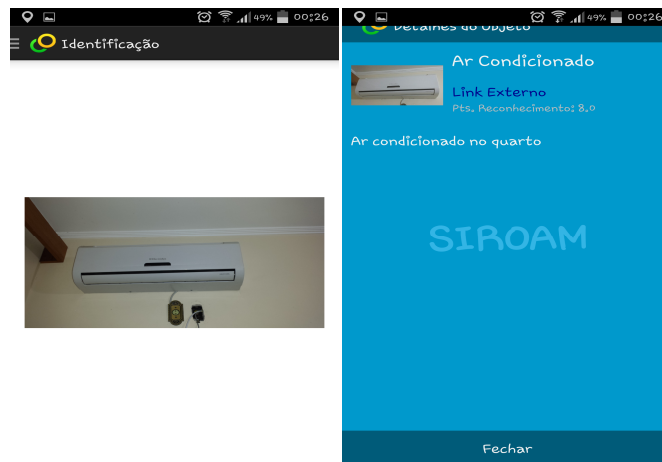 49% 00:26
Identificação
49% 00:26
Detalhes do Objeto
Ar Condicionado
Link Externo
Pts. Reconhecimento: 8.0
Ar condicionado no quarto
SIROAM
Fechar